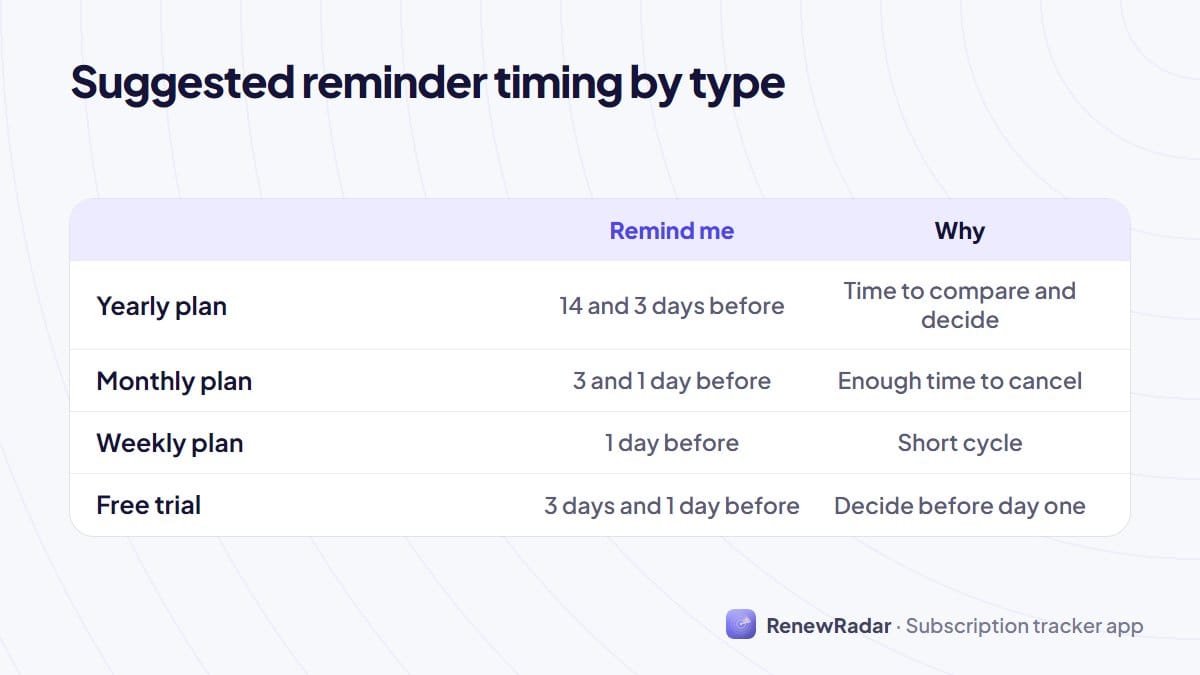 Suggested reminder timing by type
Remind me
Why
Yearly plan
14 and 3 days before
Time to compare and
decide
Monthly plan
3 and 1 day before
Enough time to cancel
Weekly plan
1 day before
Short cycle
Free trial
3 days and 1 day before
Decide before day one
RenewRadar · Subscription tracker app